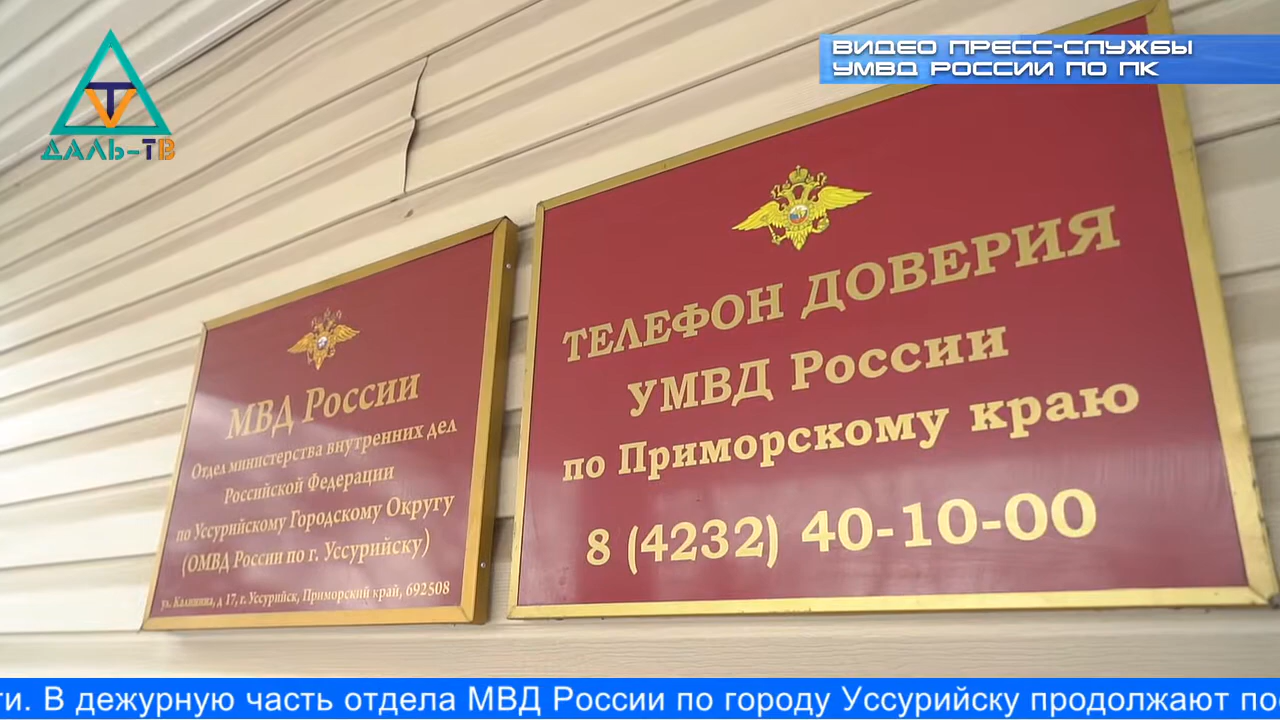 TV
ДАЛЬ-ТВ
ВИДЕО ПРЕСС-СЛУЖБЫ
УМВД РОССИИ ПО ПК
МВД России
Отдел министерства внутренних дел
Российской Федерации
по Уссурийскому Городскому Округу
(ОМВД России по г. Уссурийску)
ул. Калинина, д 17, г. Уссурийск, Приморский край, 692508
ТЕЛЕФОН ДОВЕРИЯ
УМВД России
по Приморскому краю
8 (4232) 40-10-00
ти. В дежурную часть отдела МВД России по городу Уссурийску продолжают по